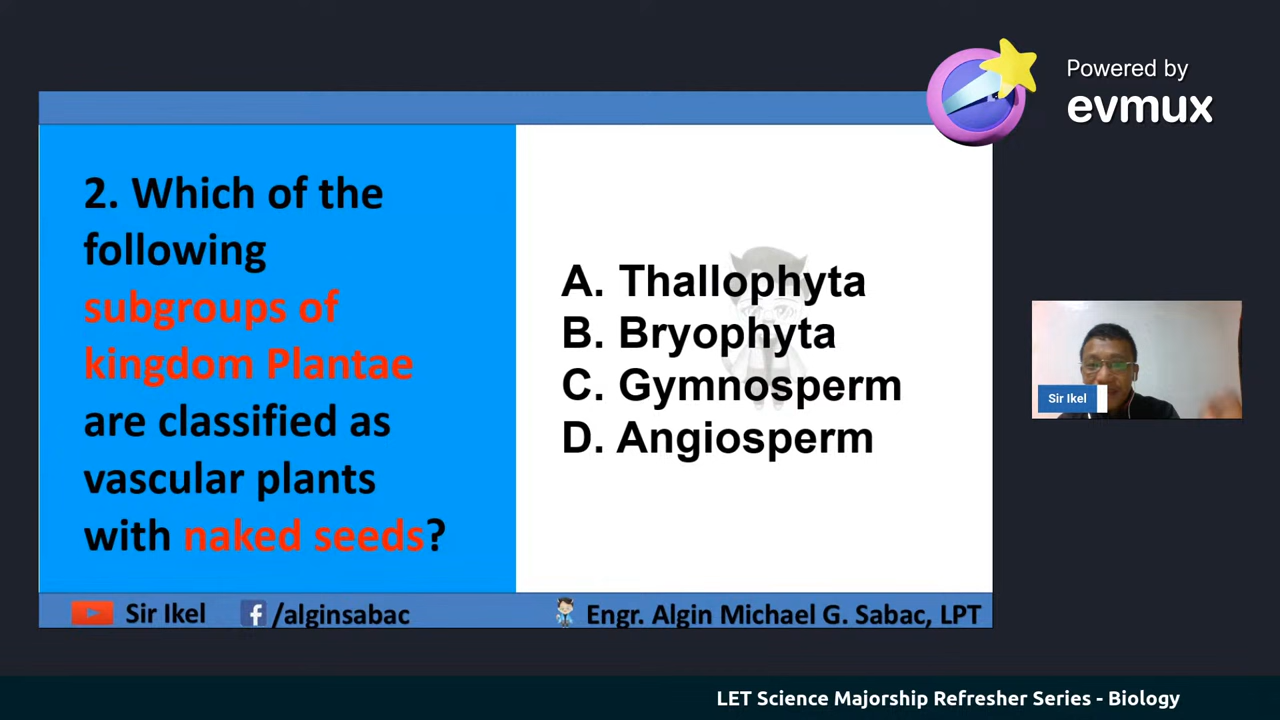 Powered by
evmux
2. Which of the
following
subgroups of
kingdom Plantae
are classified as
vascular plants
with naked seeds?
A. Thallophyta
B. Bryophyta
C. Gymnosperm
D. Angiosperm
Sir Ikel
Sir Ikel
/alginsabac
Engr. Algin Michael G. Sabac, LPT
LET Science Majorship Refresher Series - Biology